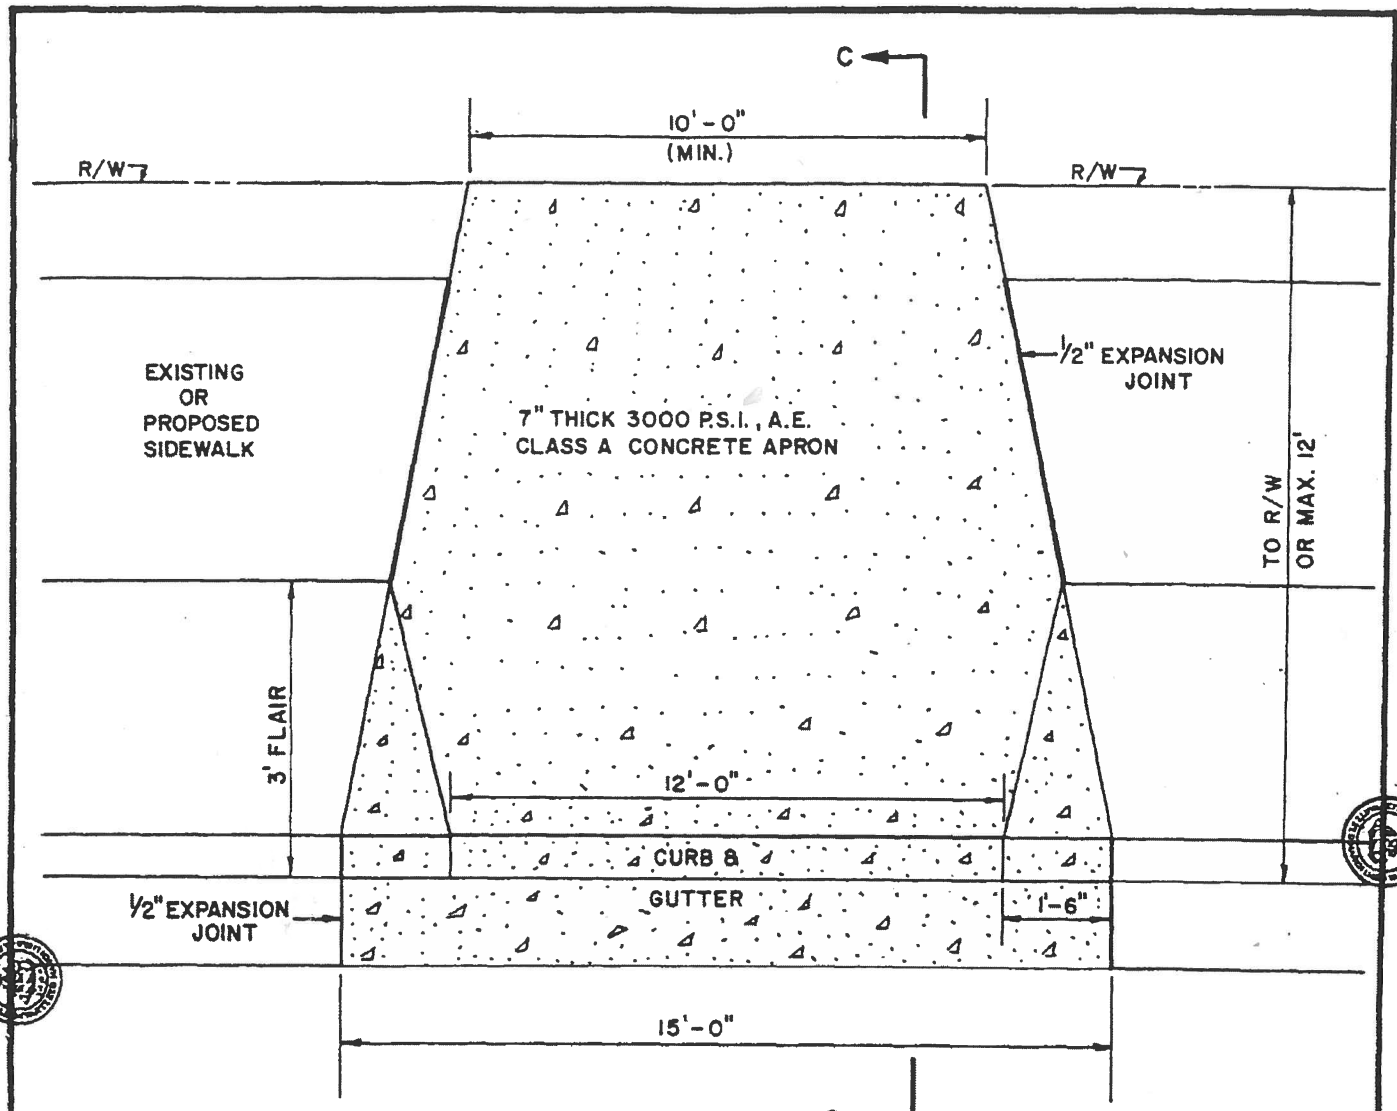 C
10'-0"
(MIN.)
R/W
R/W
1/2" EXPANSION
JOINT
EXISTING
OR
PROPOSED
SIDEWALK
7" THICK 3000 P.S.I., A.E.
CLASS A CONCRETE APRON
TO R/W
OR MAX. 12'
3' FLAIR
12'-0"
CURB &
GUTTER
1'-6"
1/2" EXPANSION
JOINT
15'-0"